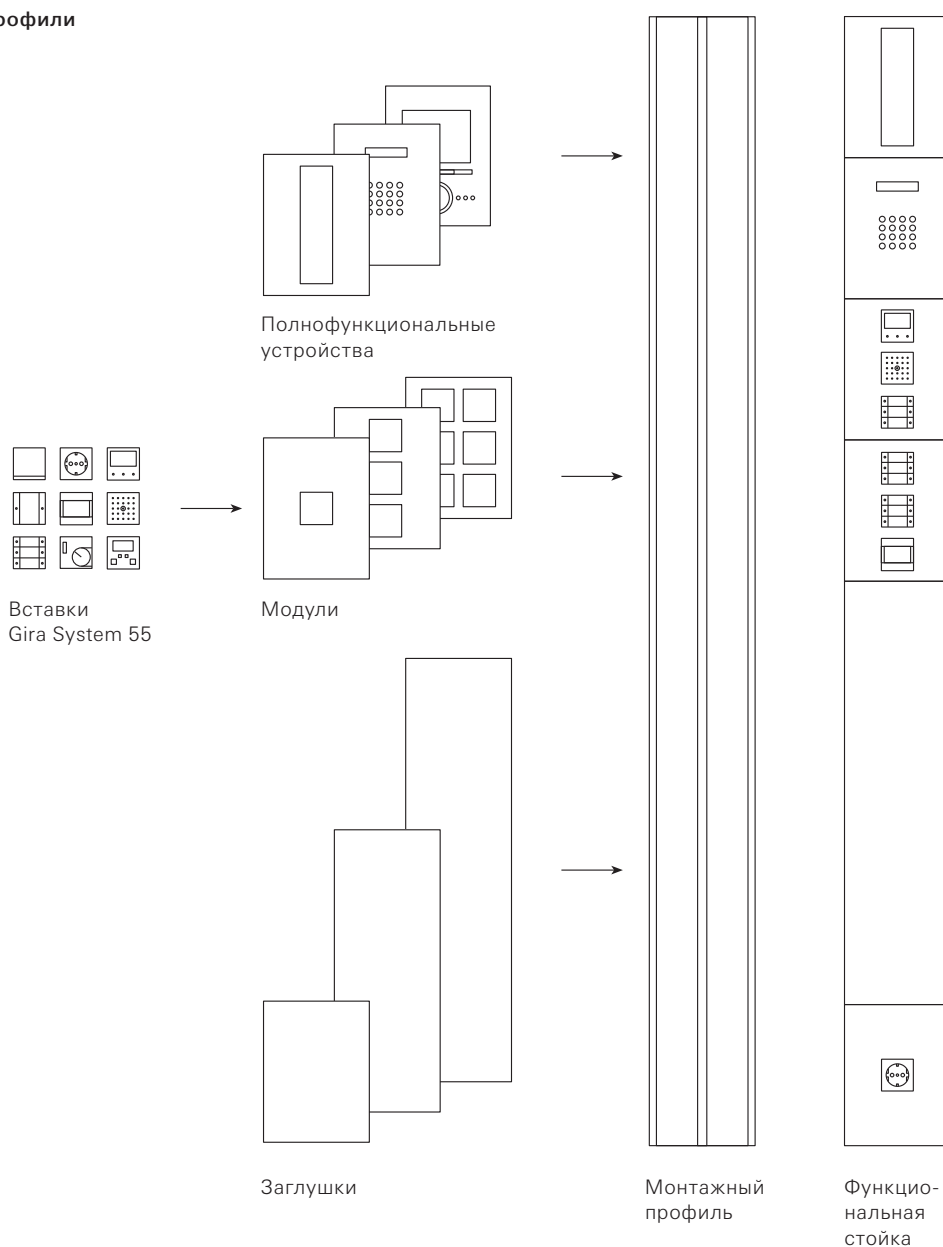 рофили
Полнофункциональные
устройства
Вставки
Gira System 55
Модули
Заглушки
Монтажный
профиль
Функцио-
нальная
стойка